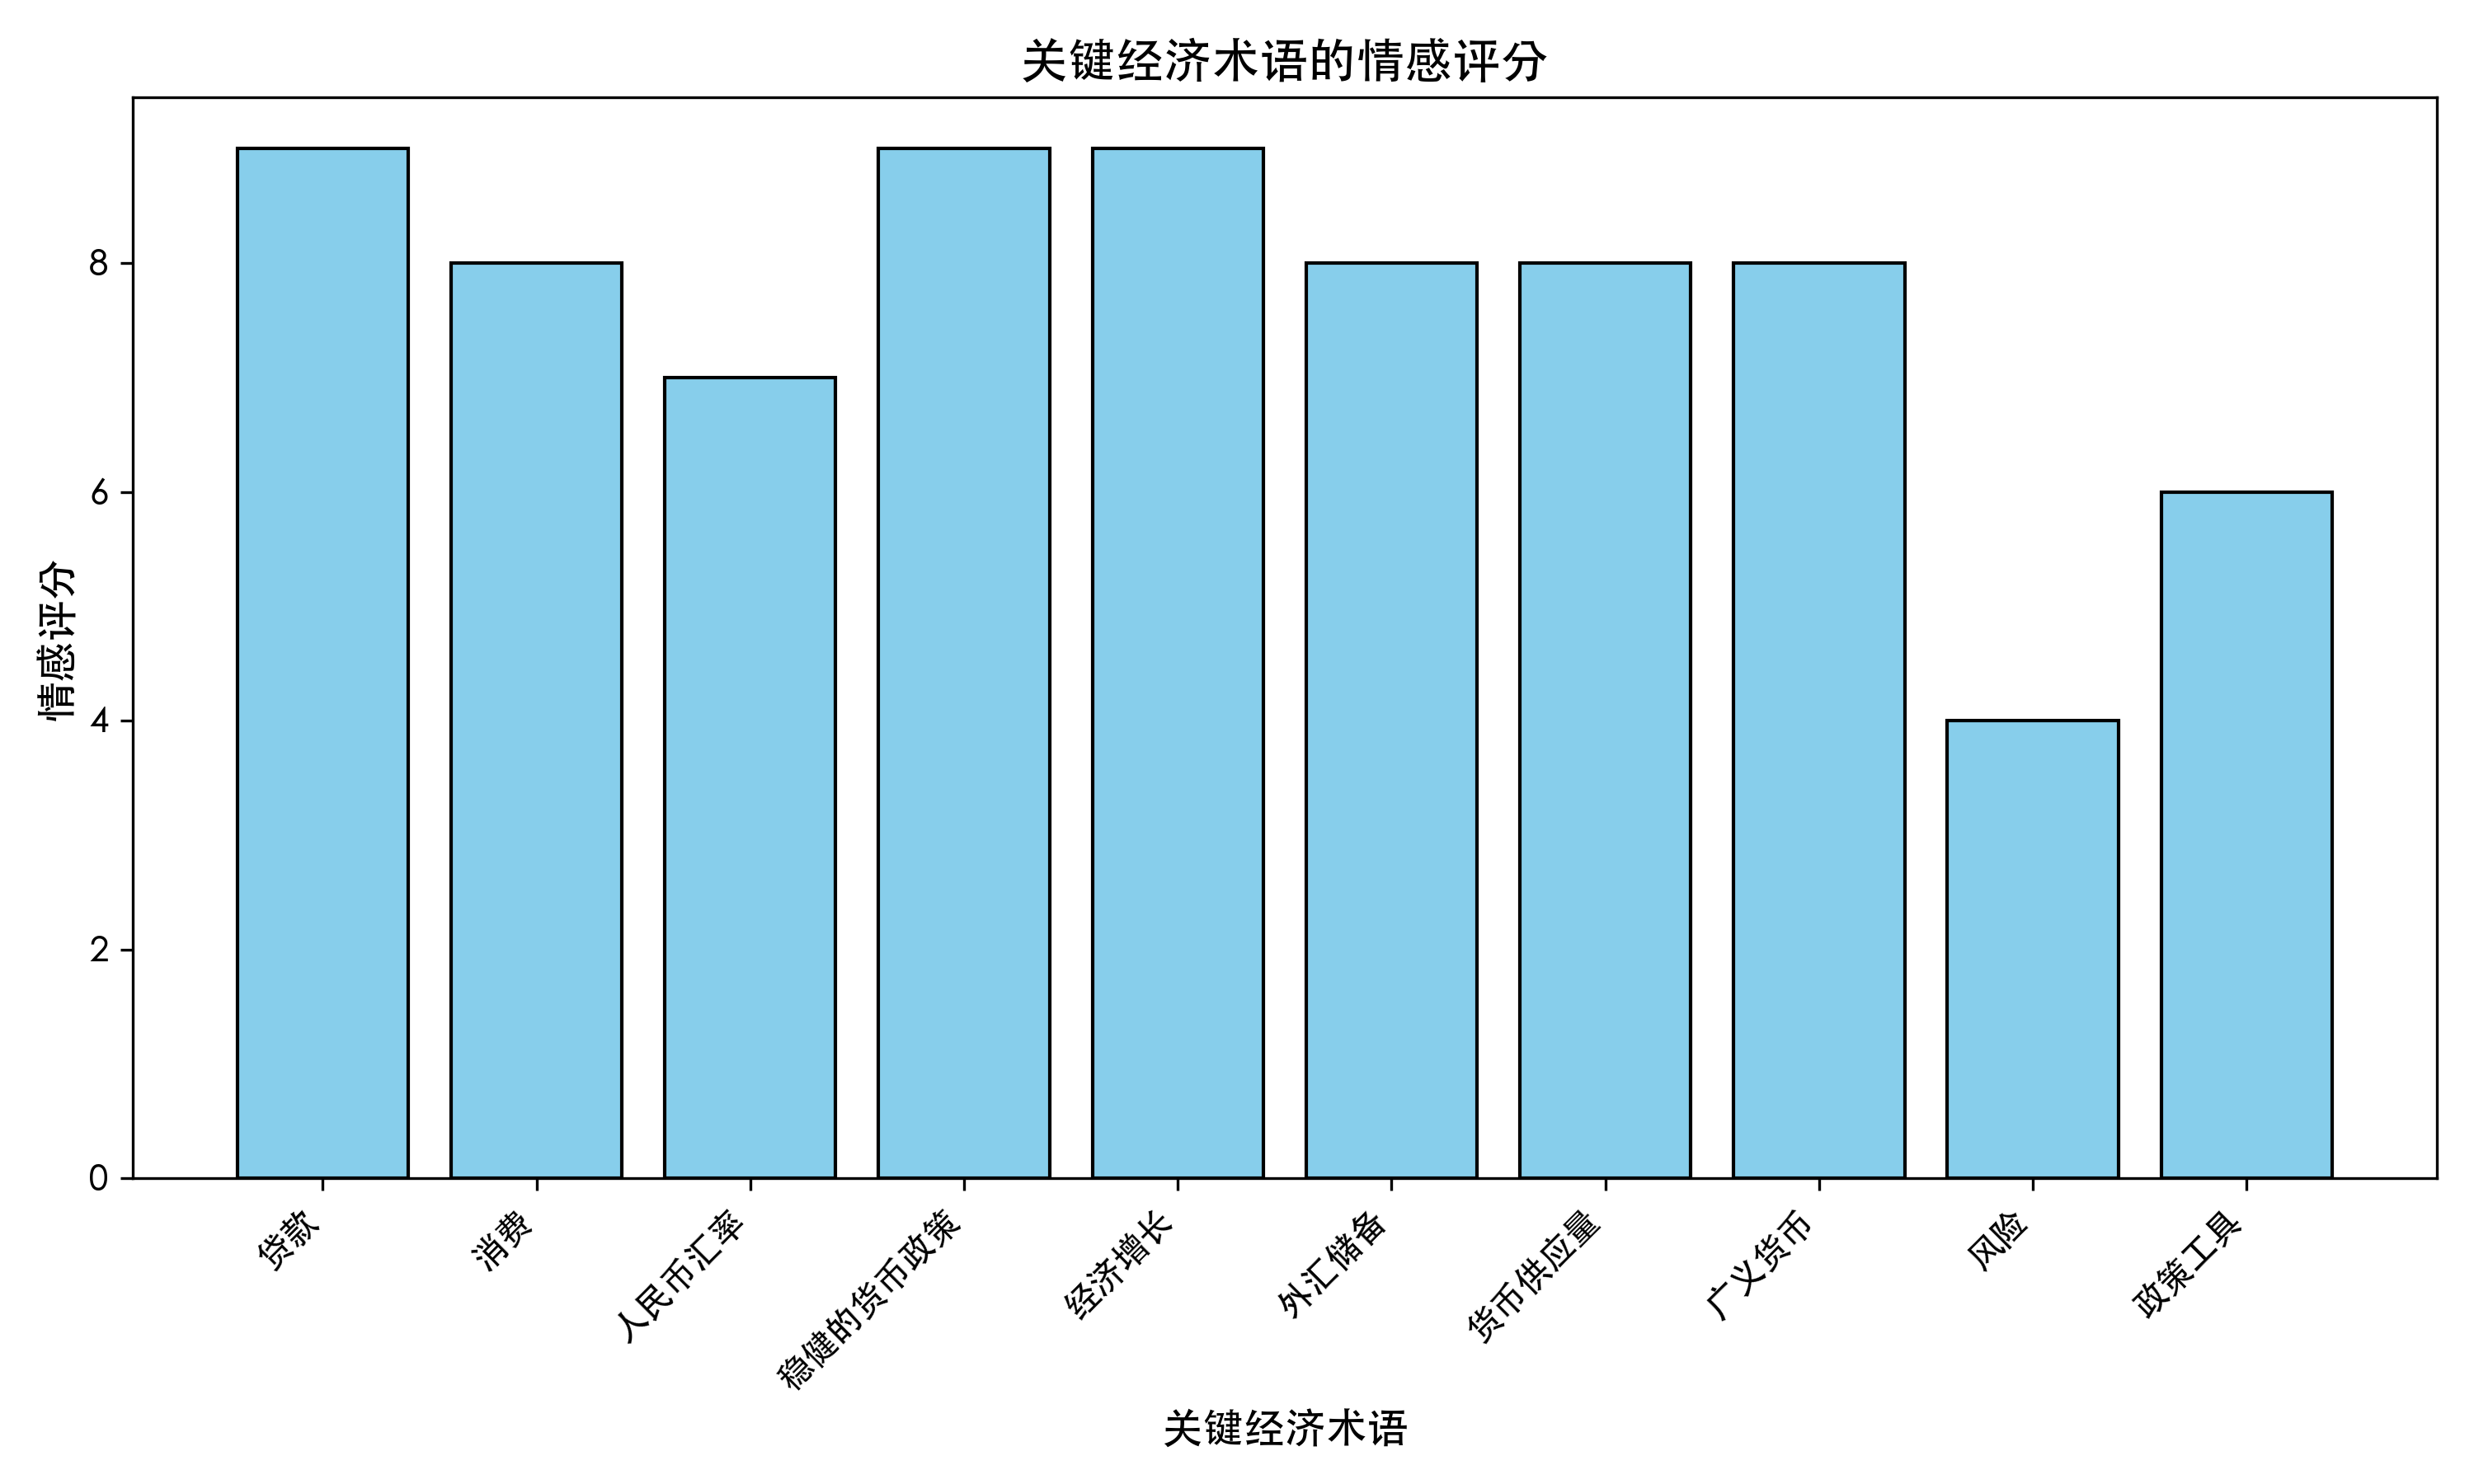 关键经济术语的情感评分
情感评分
8
6
4
2
0
贷款
消费
人民币汇率
稳健的货币政策
经济增长
外汇储备
货币供应量
广义货币
风险
政策工具
关键经济术语